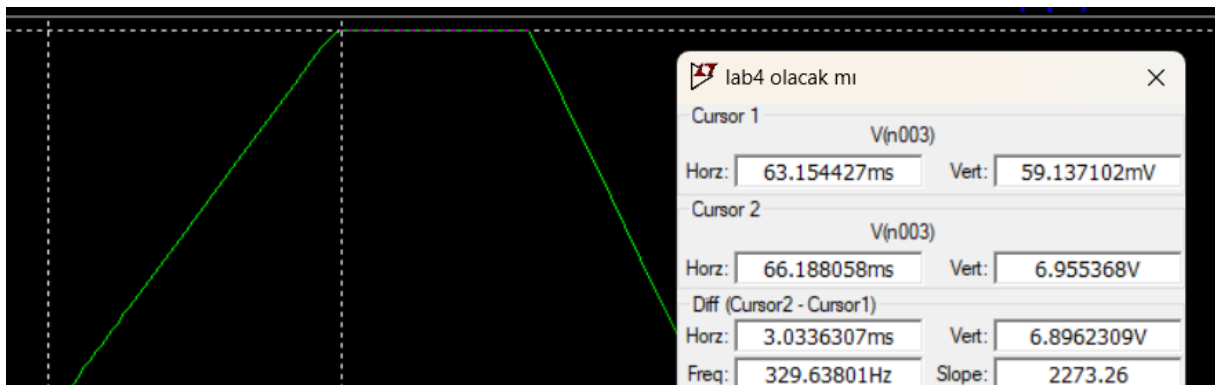 lab4 olacak mı
Cursor 1
V(n003)
Horz: 63.154427ms Vert: 59.137102mV
Cursor 2
V(n003)
Horz: 66.188058ms Vert: 6.955368V
Diff (Cursor2 - Cursor1)
Horz: 3.0336307ms Vert: 6.8962309V
Freq: 329.63801Hz Slope: 2273.26